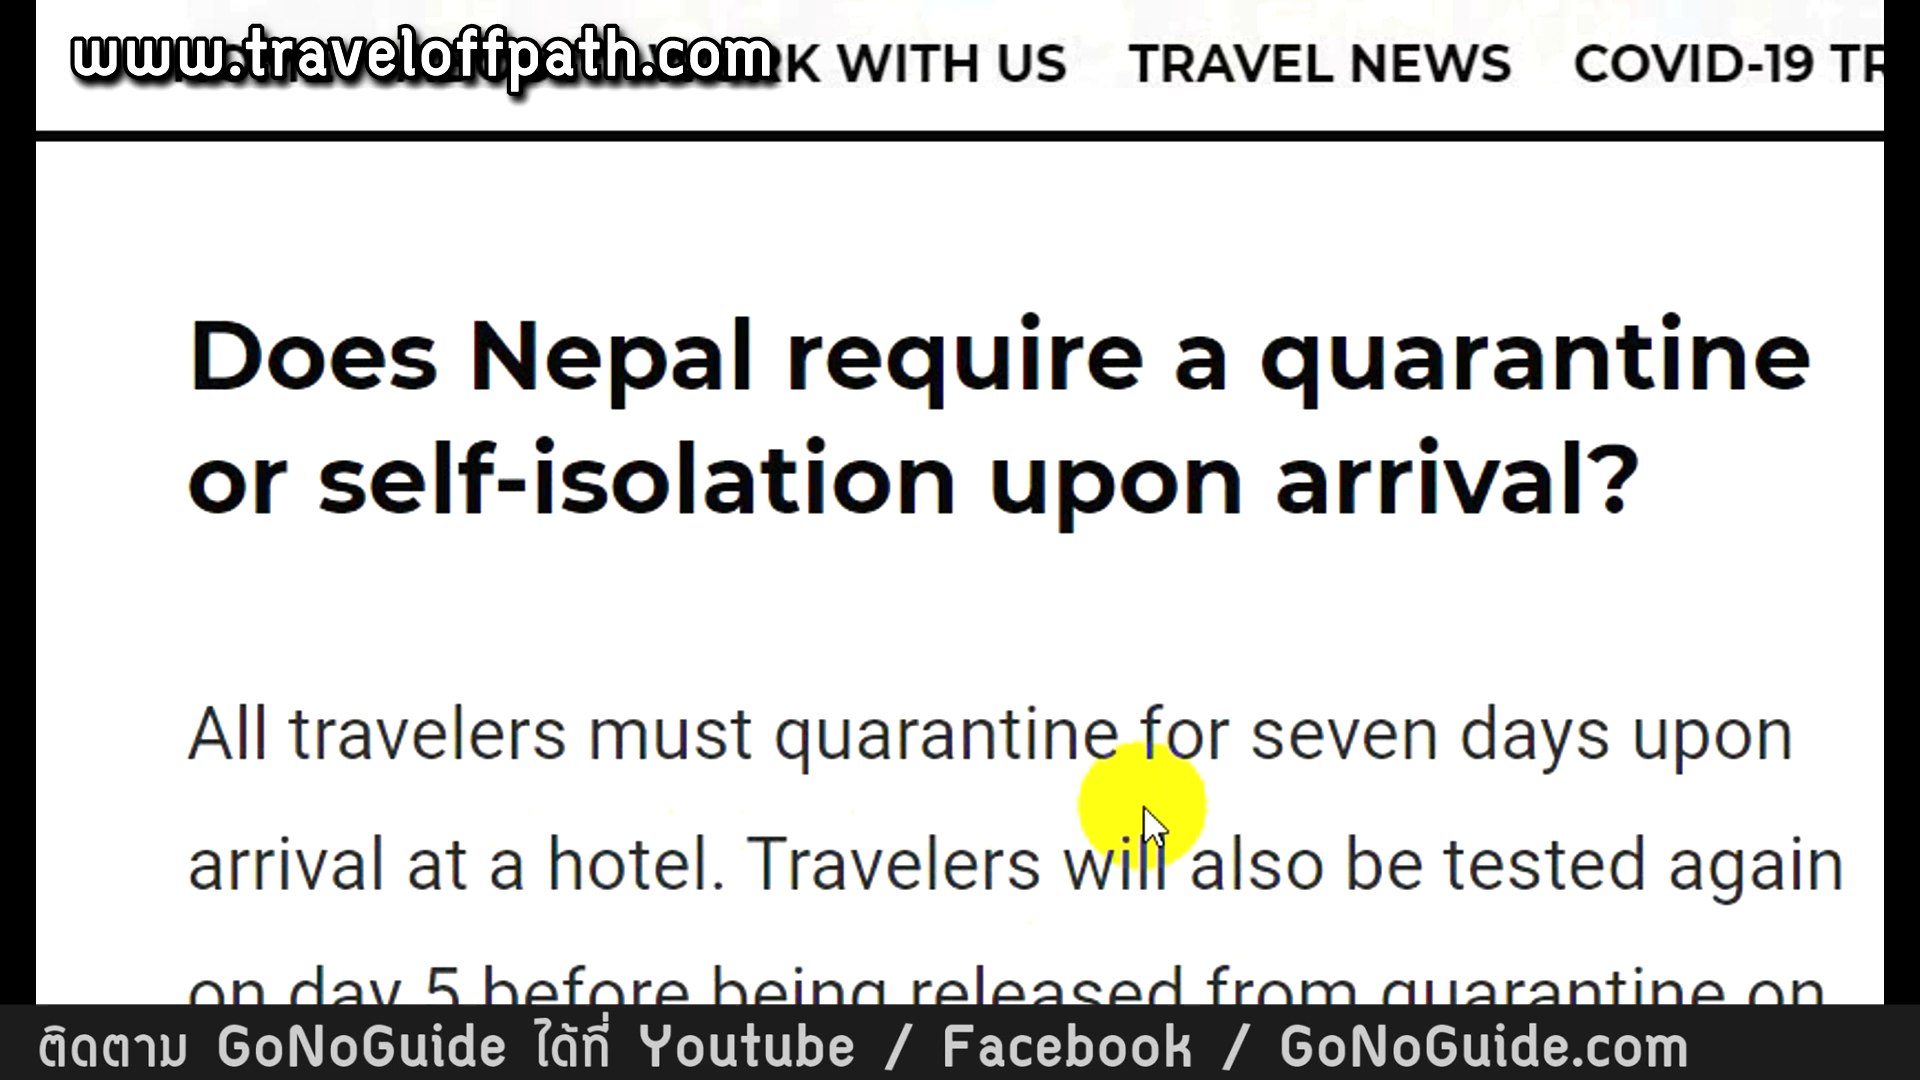 www.traveloffpath.com
RK WITH US TRAVEL NEWS COVID-19 TR
Does Nepal require a quarantine
or self-isolation upon arrival?
All travelers must quarantine for seven days upon
arrival at a hotel. Travelers will also be tested again
on day 5 before being released from quarantine on
ติดตาม GoNoGuide ได้ที่ Youtube / Facebook / GoNoGuide.com